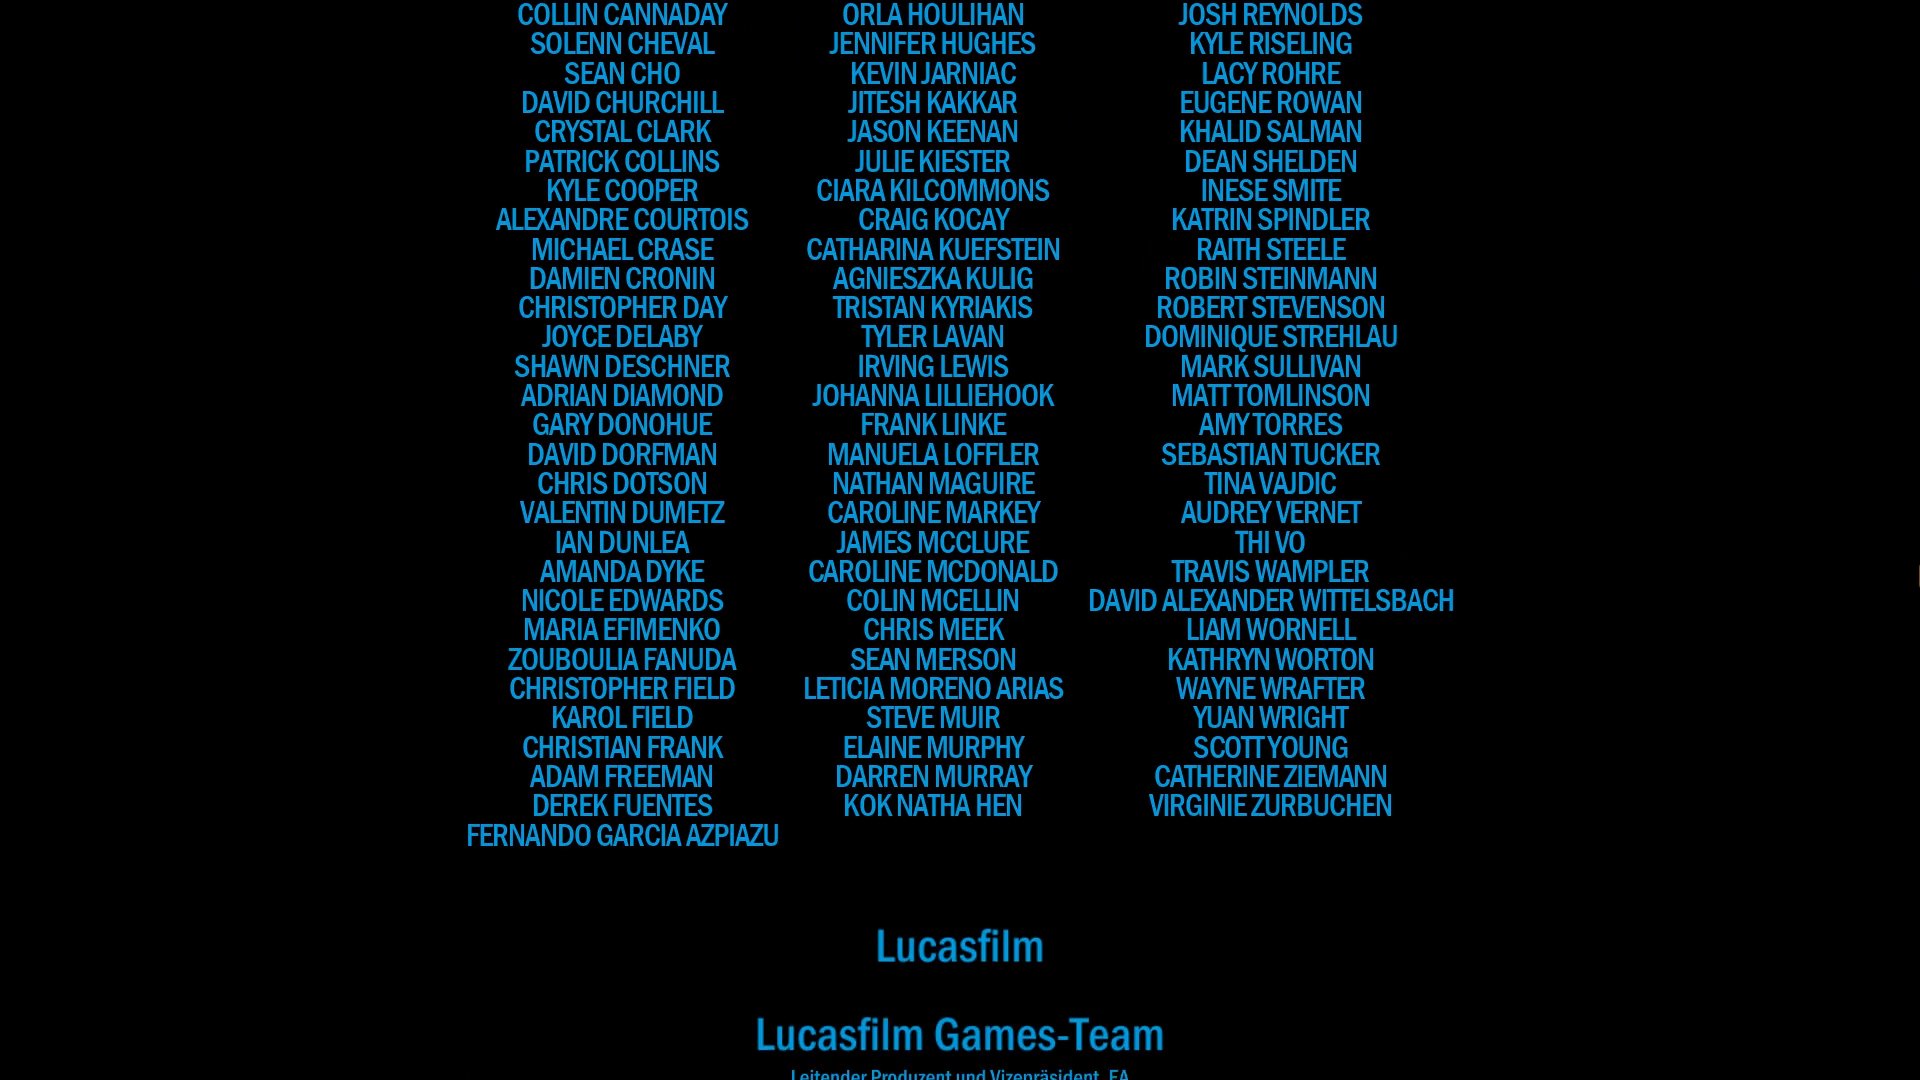 COLLIN CANNADAY
SOLENN CHEVAL
SEAN CHO
DAVID CHURCHILL
CRYSTAL CLARK
PATRICK COLLINS
KYLE COOPER
ALEXANDRE COURTOIS
MICHAEL CRASE
DAMIEN CRONIN
CHRISTOPHER DAY
JOYCE DELABY
SHAWN DESCHNER
ADRIAN DIAMOND
GARY DONOHUE
DAVID DORFMAN
CHRIS DOTSON
VALENTIN DUMETZ
IAN DUNLEA
AMANDA DYKE
NICOLE EDWARDS
MARIA EFIMENKO
ZOUBOULIA FANUDA
CHRISTOPHER FIELD
KAROL FIELD
CHRISTIAN FRANK
ADAM FREEMAN
DEREK FUENTES
FERNANDO GARCIA AZPIAZU
ORLA HOULIHAN
JENNIFER HUGHES
KEVIN JARNIAC
JITESH KAKKAR
JASON KEENAN
JULIE KIESTER
CIARA KILCOMMONS
CRAIG KOCAY
CATHARINA KUEFSTEIN
AGNIESZKA KULIG
TRISTAN KYRIAKIS
TYLER LAVAN
IRVING LEWIS
JOHANNA LILLIEHOOK
FRANK LINKE
MANUELA LOFFLER
NATHAN MAGUIRE
CAROLINE MARKEY
JAMES MCCLURE
CAROLINE MCDONALD
COLIN MCELLIN
CHRIS MEEK
SEAN MERSON
LETICIA MORENO ARIAS
STEVE MUIR
ELAINE MURPHY
DARREN MURRAY
KOK NATHA HEN
JOSH REYNOLDS
KYLE RISELING
LACY ROHRE
EUGENE ROWAN
KHALID SALMAN
DEAN SHELDEN
INESE SMITE
KATRIN SPINDLER
RAITH STEELE
ROBIN STEINMANN
ROBERT STEVENSON
DOMINIQUE STREHLAU
MARK SULLIVAN
MATT TOMLINSON
AMY TORRES
SEBASTIAN TUCKER
TINA VAJDIC
AUDREY VERNET
THI VO
TRAVIS WAMPLER
DAVID ALEXANDER WITTELSBACH
LIAM WORNELL
KATHRYN WORTON
WAYNE WRAFTER
YUAN WRIGHT
SCOTT YOUNG
CATHERINE ZIEMANN
VIRGINIE ZURBUCHEN
Lucasfilm
Lucasfilm Games-Team
Leitender Produzent und Vizepräsident, EA